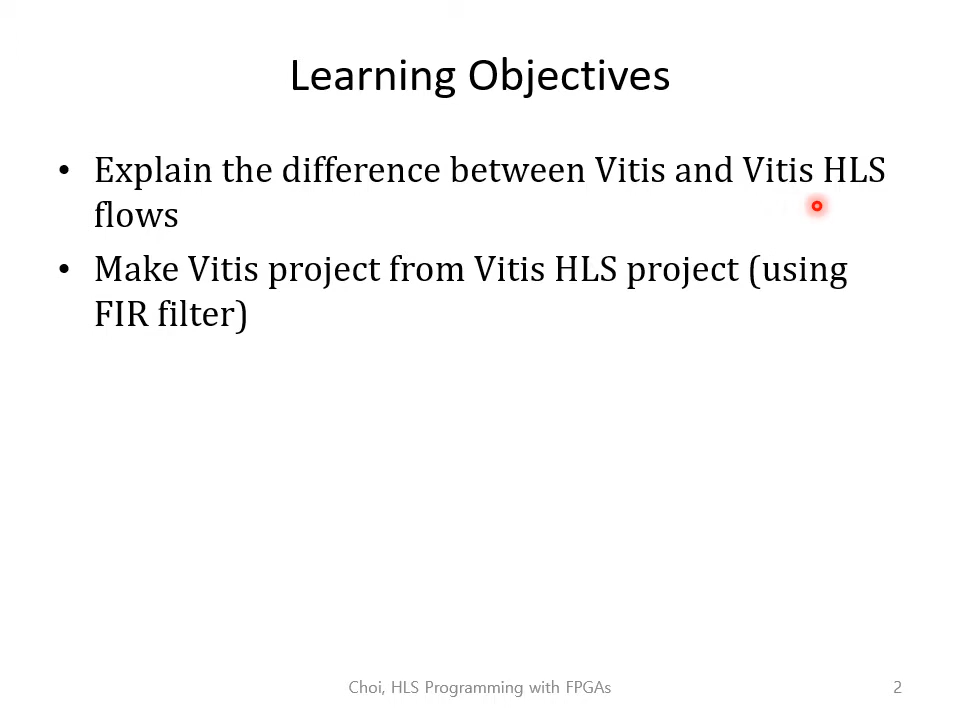 Learning Objectives
• Explain the difference between Vitis and Vitis HLS
flows
• Make Vitis project from Vitis HLS project (using
FIR filter)
Choi, HLS Programming with FPGAs
2